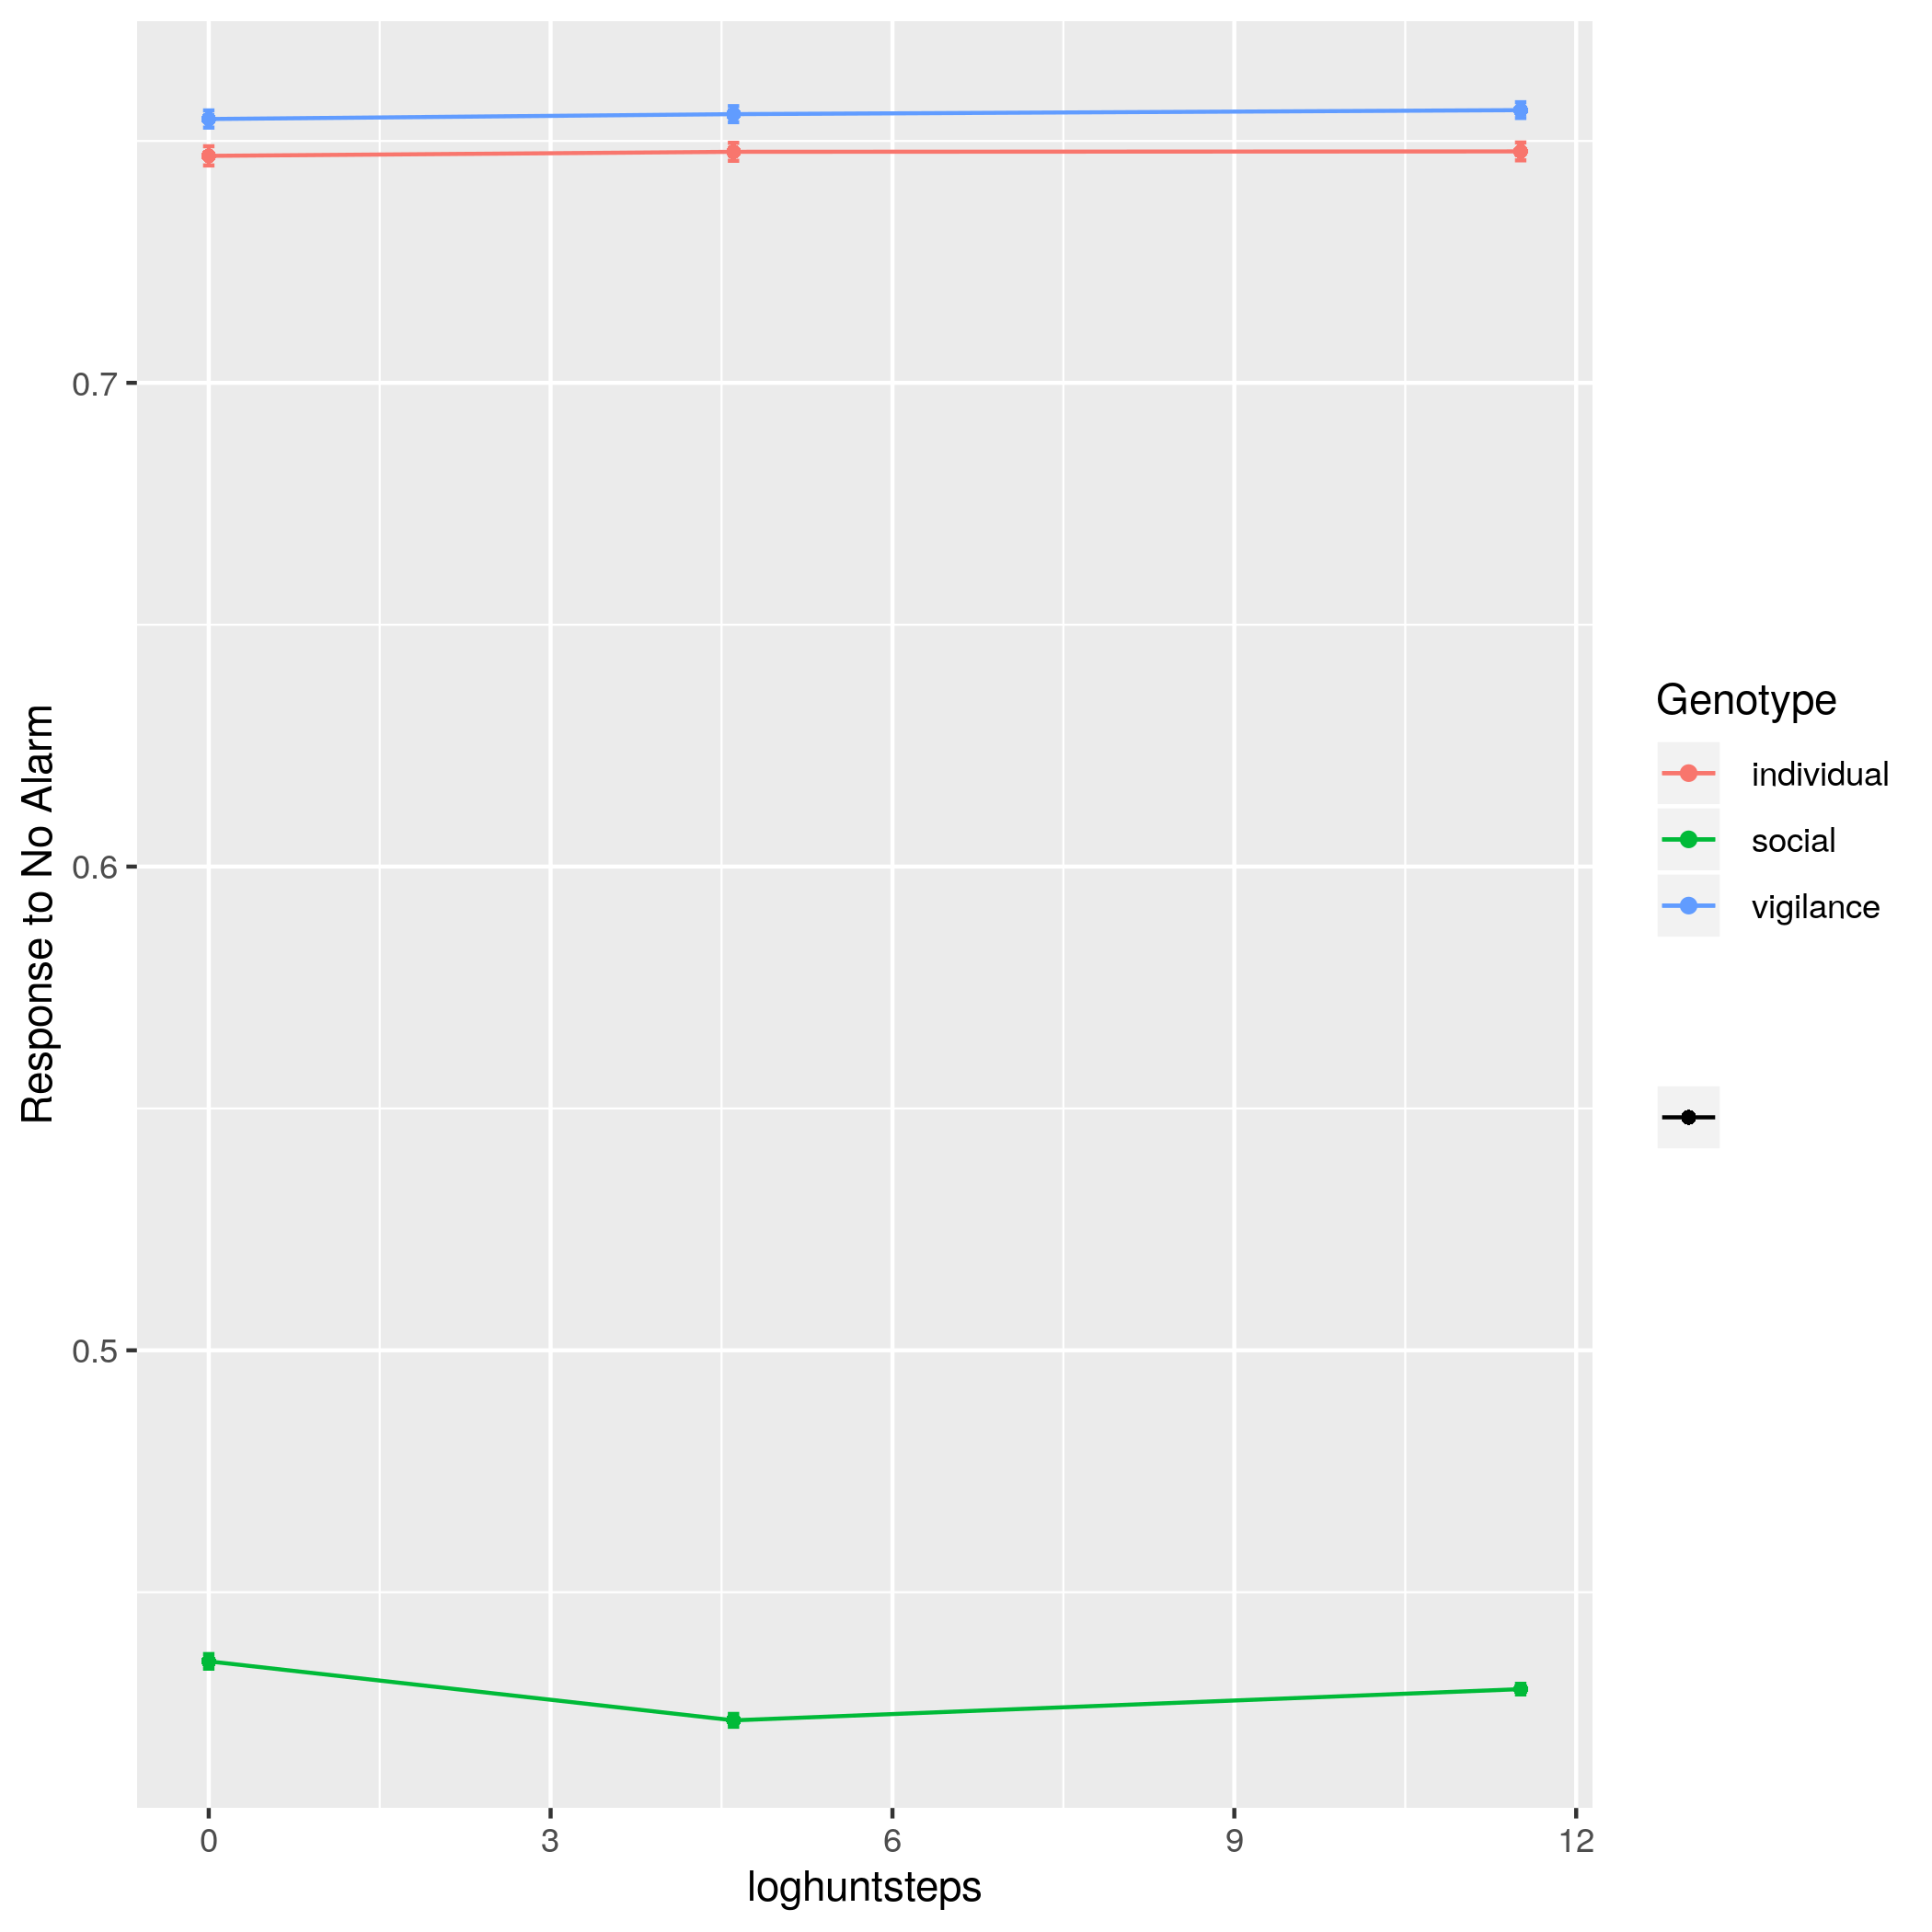 Response to No Alarm
0.7
0.6
0.5
0 3 6 9 12
loghuntsteps
Genotype
individual
social
vigilance